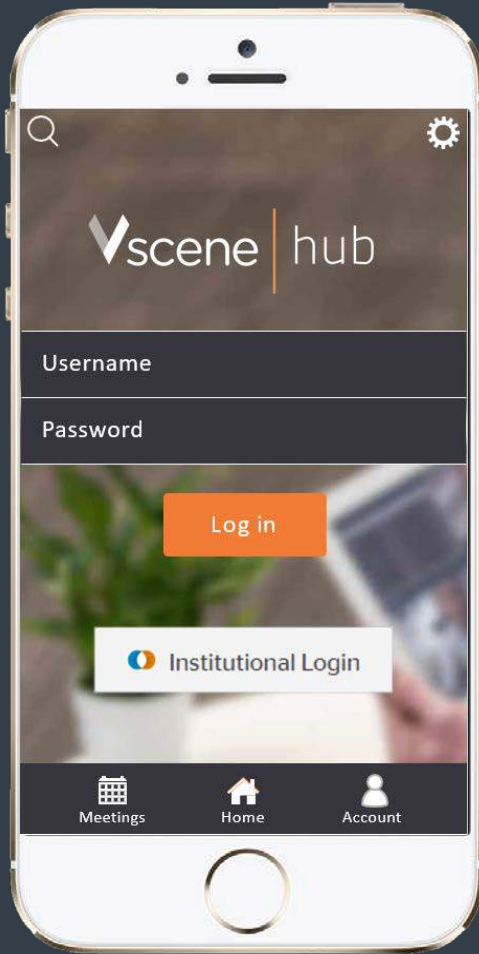 Vscene | hub
Username
Password
Log in
Institutional Login
Meetings Home Account